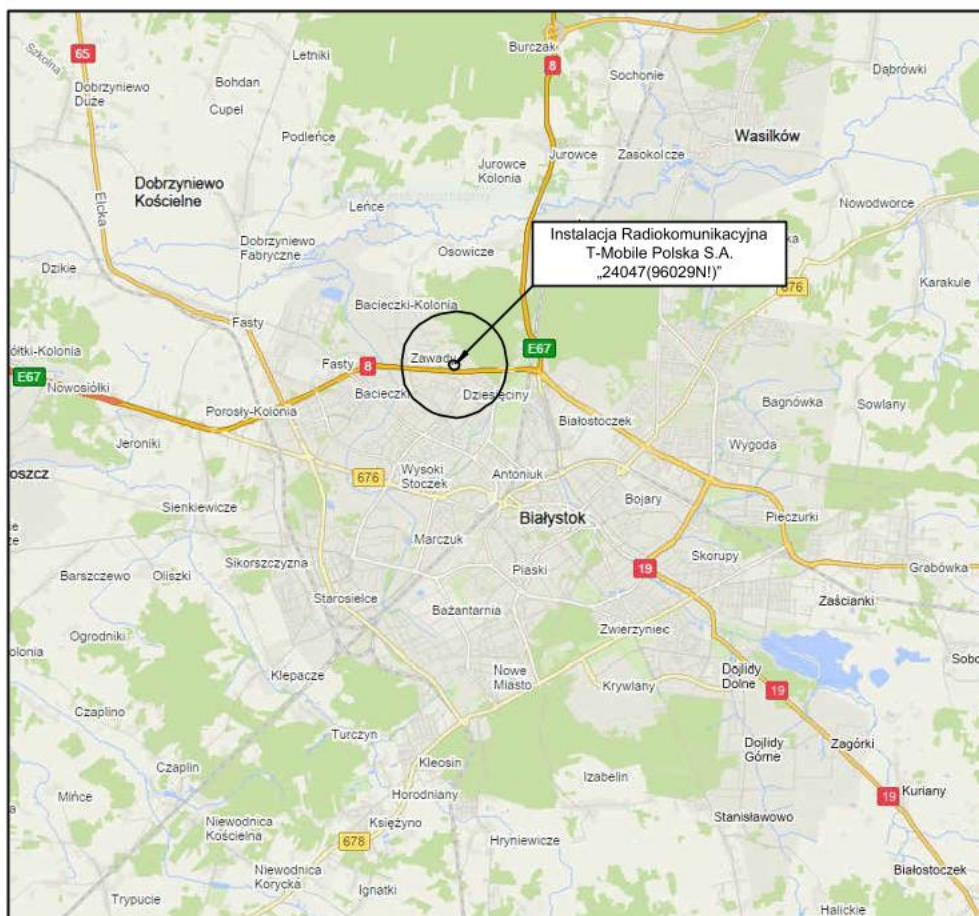 65
Szkolna
Letniki
Burczak
8
Sochonie
Dąbrówki
Dobrzyniewo
Duże
Bohdan
Cupel
Podleńce
Wasilków
Jurowce
Zasokolcze
Jurowce
Kolonia
Ełcka
Dobrzyniewo
Kościelne
Leńce
Nowodworce
Dobrzyniewo
Fabryczne
Osowicze
Instalacja Radiokomunikacyjna
T-Mobile Polska S.A.
„24047(96029N!)”
Dzikie
676
Karakule
Bacieczki-Kolonia
Fasty
E67
Zawady
Fasty
8
E67
Nowosiółki
Bacieczki
Dziesięciny
Porosły-Kolonia
Białostoczek
Bagnówka
Sowlany
Jeroniki
Wygoda
Wysoki
Stoczek
Antoniuk
676
Bojary
Sienkiewicze
Białystok
Pieczurki
Marczuk
Skorupy
Sikorszczyzna
Piaski
19
Grabówka
Barszczewo
Oliszki
Starosielce
Bażantarnia
Zaścianki
Ogrodniki
Zwierzyniec
Klepacze
Nowe
Miasto
Krywlany
Dojlidy
Dolne
19
Czaplino
Turczyn
Dojlidy
Górne
Zagórki
Czaplin
Kleosin
Izabelin
Mińce
Horodniany
19
Kuriany
Niewodnica
Kościelna
Księżyno
Stanisławowo
678
Hryniewicze
Niewodnica
Korycka
Białostoczek
Trypucie
Ignatki
Halickie